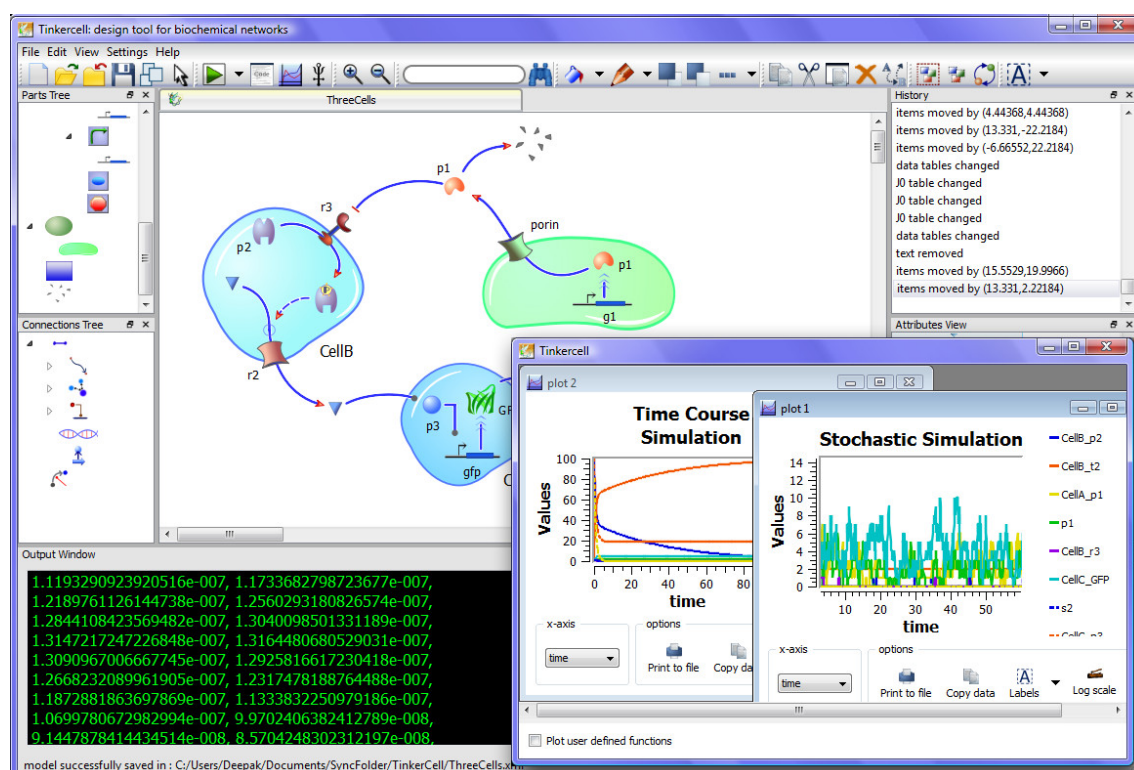 Tinkercell: design tool for biochemical networks
File Edit View Settings Help
Code
A
Parts Tree
ThreeCells
History
items moved by (4.44368,4.44368)
items moved by (13.331,-22.2184)
items moved by (-6.66552,22.2184)
data tables changed
J0 table changed
J0 table changed
data tables changed
text removed
items moved by (15.5529,19.9966)
items moved by (13.331,2.22184)
Attributes View
p1
r3
p2
porin
p1
g1
CellB
r2
p3
gfp
Connections Tree
Output Window
1.1193290923920516e-007, 1.1733682798723677e-007,
1.2189761126144738e-007, 1.2560293180826574e-007,
1.2844108423569482e-007, 1.3040098501331189e-007,
1.3147217247226848e-007, 1.3164480680529031e-007,
1.3090967006667745e-007, 1.2925816617230418e-007,
1.2668232089961905e-007, 1.2317478188764488e-007,
1.1872881863697869e-007, 1.1333832250979186e-007,
1.0699780672982994e-007, 9.9702406382412789e-008,
9.1447878414434514e-008, 8.5704248302312197e-008,
model successfully saved in : C:/Users/Deepak/Documents/SyncFolder/TinkerCell/ThreeCells.xml
Tinkercell
plot 2
Time Course
Simulation
Values
100
80
60
40
20
0
0 20 40 60 80
time
x-axis
time
options
Print to file
Copy da
plot 1
Stochastic Simulation
Values
14
12
10
8
6
4
2
0
10 20 30 40 50
time
CellB_p2
CellB_t2
CellA_p1
p1
CellB_r3
CellC_GFP
s2
CellC_p3
x-axis
time
options
Print to file
Copy data
A
Labels
Log scale
Plot user defined functions